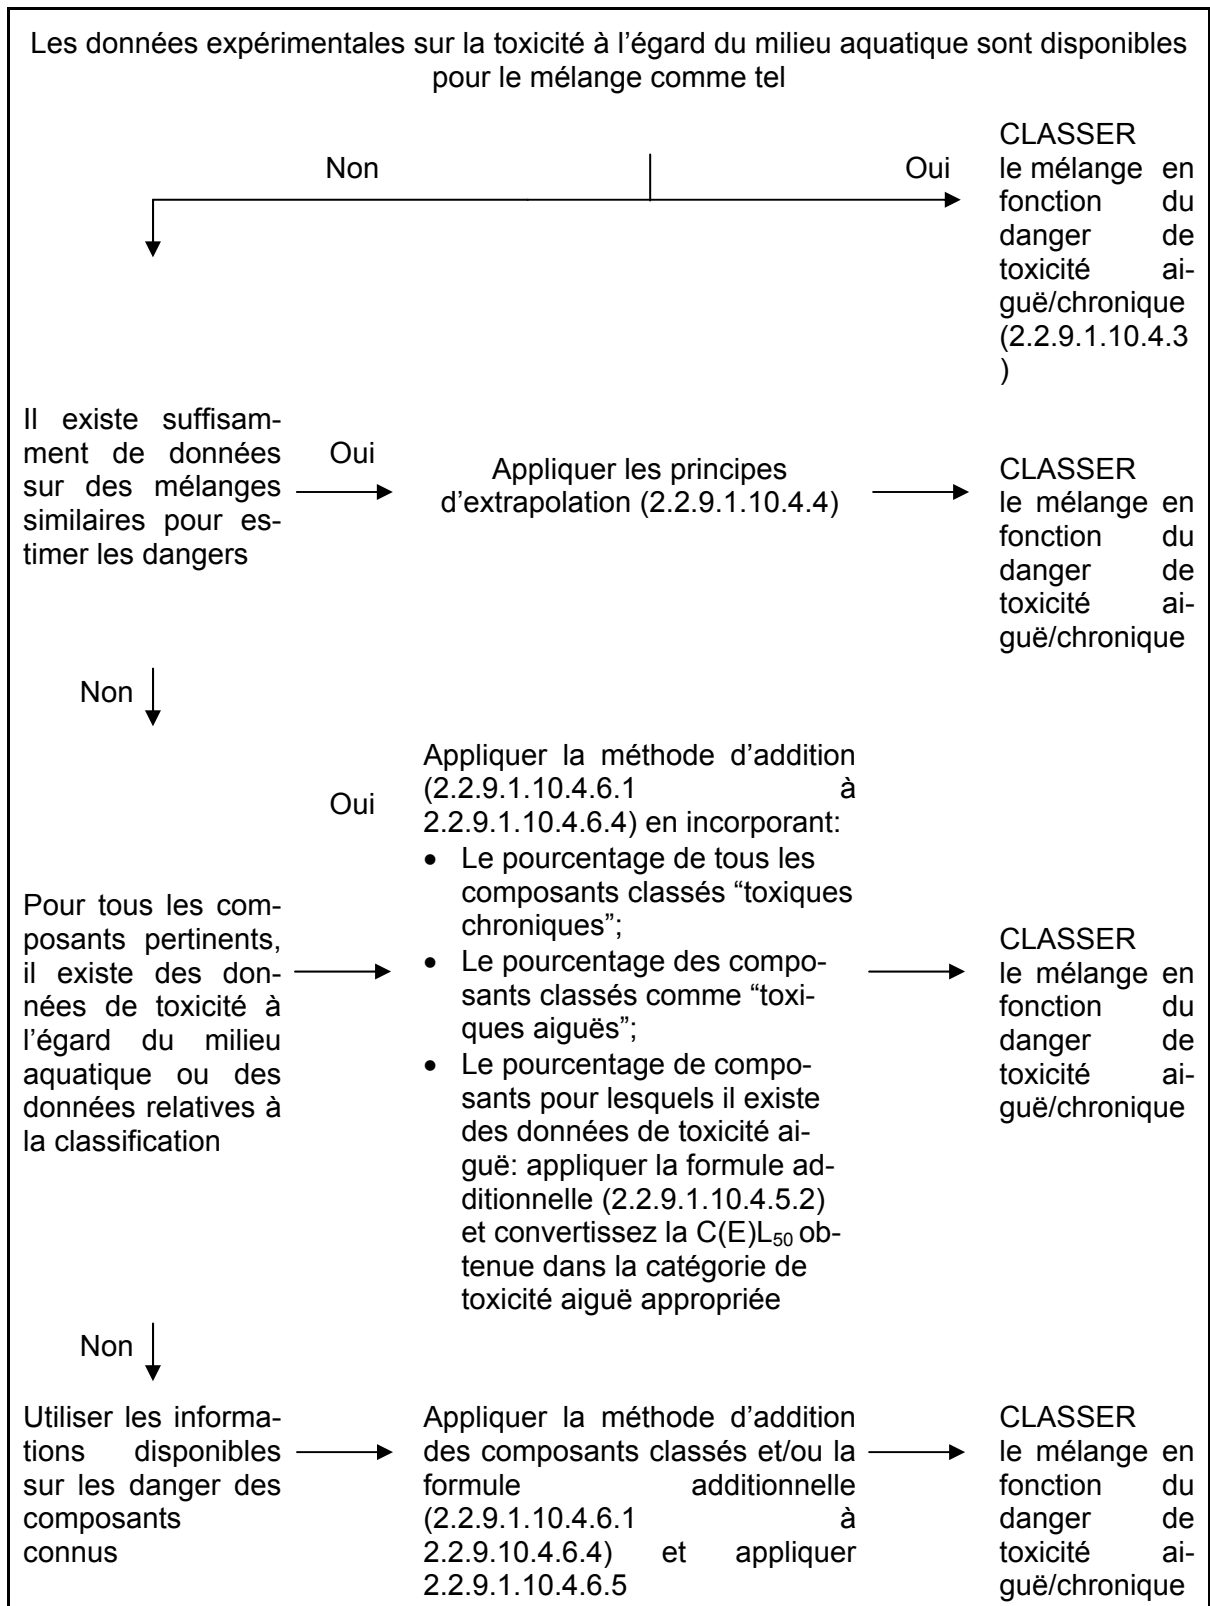 Les données expérimentales sur la toxicité à l’égard du milieu aquatique sont disponibles
pour le mélange comme tel
Non
Oui
CLASSER
le mélange en
fonction du
danger de
toxicité ai-
guë/chronique
(2.2.9.1.10.4.3
)
Il existe suffisam-
ment de données
sur des mélanges
similaires pour es-
timer les dangers
Oui
Appliquer les principes
d’extrapolation (2.2.9.1.10.4.4)
CLASSER
le mélange en
fonction du
danger de
toxicité ai-
guë/chronique
Non
Pour tous les com-
posants pertinents,
il existe des don-
nées de toxicité à
l’égard du milieu
aquatique ou des
données relatives à
la classification
Oui
Appliquer la méthode d’addition
(2.2.9.1.10.4.6.1 à
2.2.9.1.10.4.6.4) en incorporant:
• Le pourcentage de tous les
composants classés “toxiques
chroniques”;
• Le pourcentage des compo-
sants classés comme “toxi-
ques aiguës”;
• Le pourcentage de compo-
sants pour lesquels il existe
des données de toxicité ai-
guë: appliquer la formule ad-
ditionnelle (2.2.9.1.10.4.5.2)
et convertissez la C(E)L₅₀ ob-
tenue dans la catégorie de
toxicité aiguë appropriée
CLASSER
le mélange en
fonction du
danger de
toxicité ai-
guë/chronique
Non
Utiliser les informa-
tions disponibles
sur les danger des
composants
connus
Appliquer la méthode d’addition
des composants classés et/ou la
formule additionnelle
(2.2.9.1.10.4.6.1 à
2.2.9.10.4.6.4) et appliquer
2.2.9.1.10.4.6.5
CLASSER
le mélange en
fonction du
danger de
toxicité ai-
guë/chronique